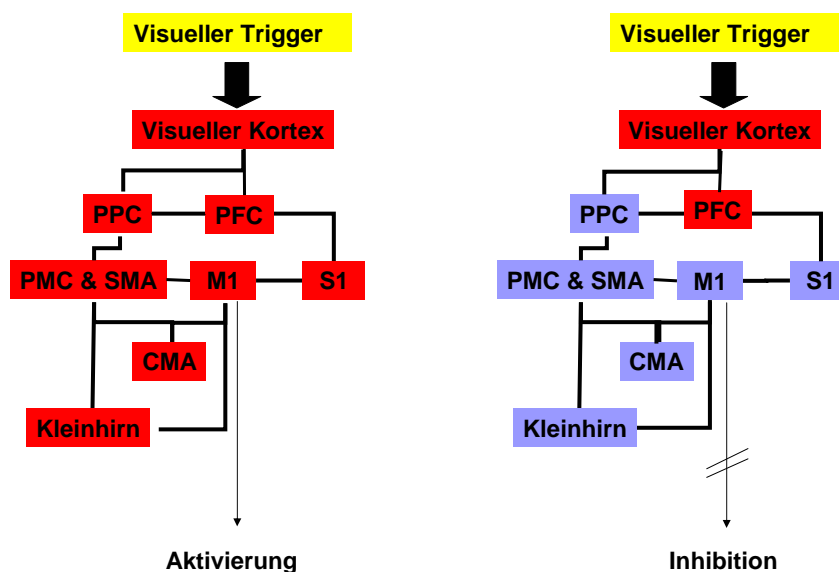 Visueller Trigger
Visueller Kortex
PPC
PFC
PMC & SMA
M1
S1
CMA
Kleinhirn
Aktivierung
Visueller Trigger
Visueller Kortex
PPC
PFC
PMC & SMA
M1
S1
CMA
Kleinhirn
Inhibition